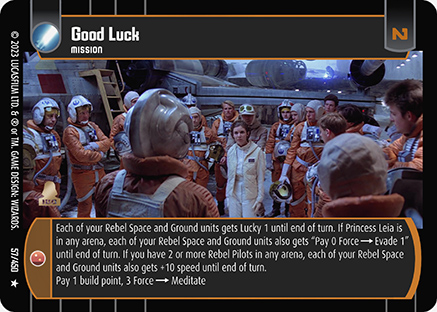 Good Luck
MISSION
N
Each of your Rebel Space and Ground units gets Lucky 1 until end of turn. If Princess Leia is
in any arena, each of your Rebel Space and Ground units also gets "Pay 0 Force → Evade 1"
until end of turn. If you have 2 or more Rebel Pilots in any arena, each of your Rebel Space
and Ground units also gets +10 speed until end of turn.
Pay 1 build point, 3 Force → Meditate
© 2023 LUCASFILM LTD. & ® or TM. GAME DESIGN: WIZARDS.
57/460 ★